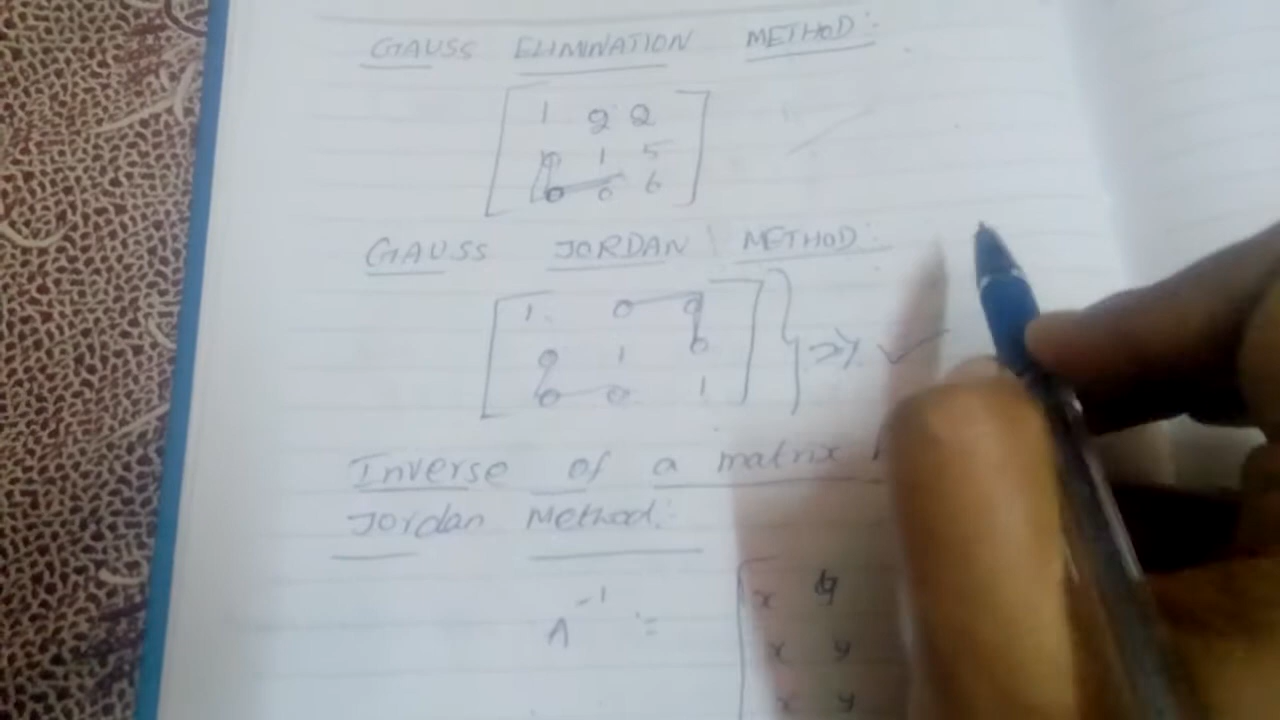 GAUSS ELIMINATION METHOD:
1 2 2
0 1 5
0 0 6
GAUSS JORDAN METHOD:
1 0 0
0 1 0
0 0 1
Inverse of a matrix
Jordan Method:
A⁻¹ =
x y
x y
x y